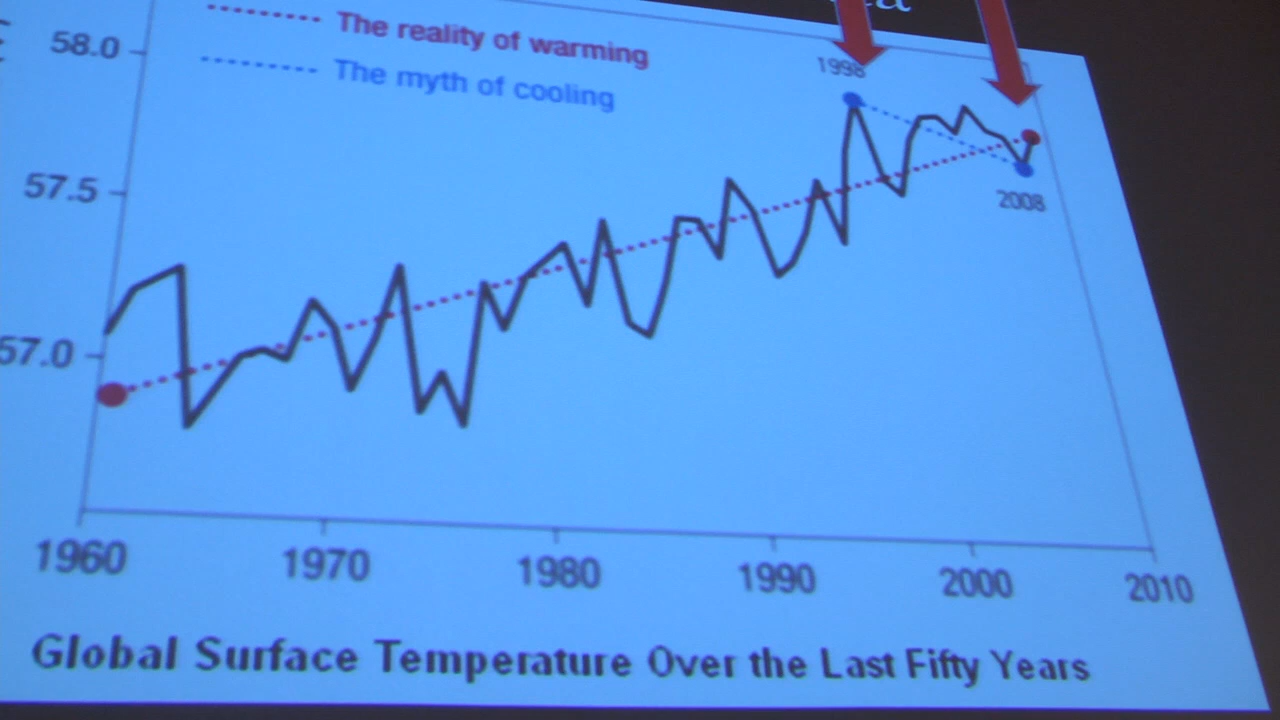 The reality of warming
58.0
The myth of cooling
1998
57.5
2008
57.0
1960 1970 1980 1990 2000 2010
Global Surface Temperature Over the Last Fifty Years